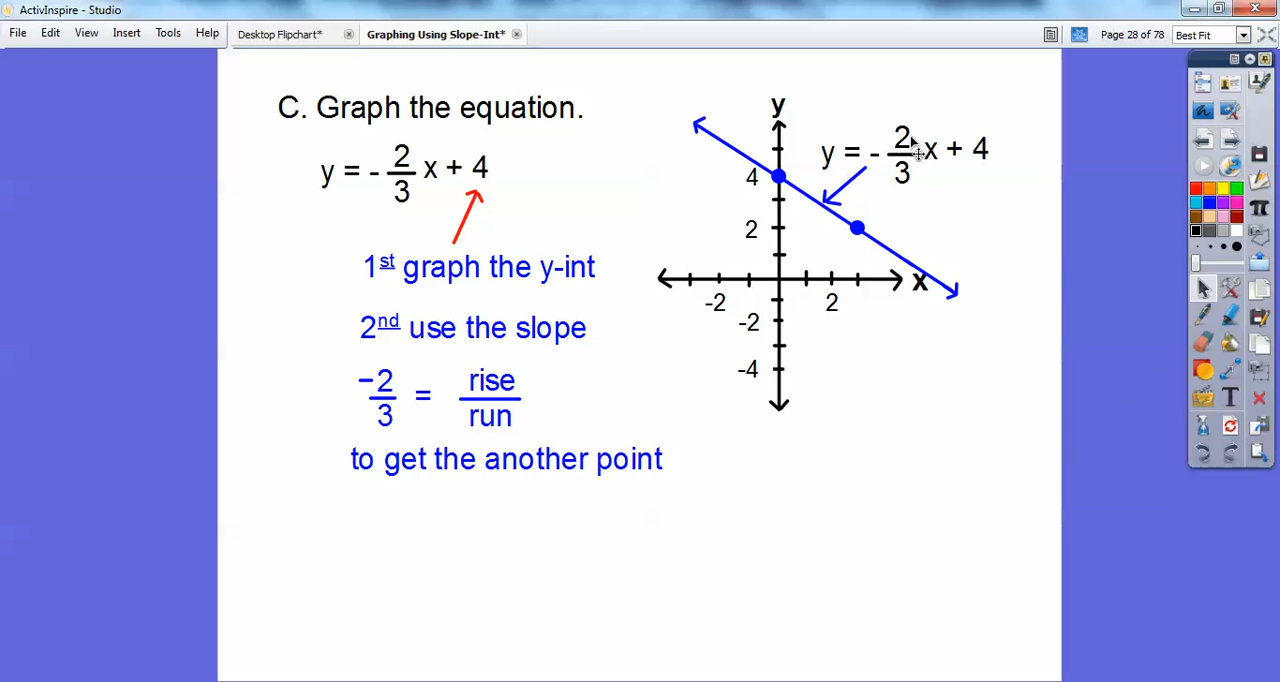 ActivInspire - Studio
File Edit View Insert Tools Help Desktop Flipchart* Graphing Using Slope-Int* Page 28 of 78 Best Fit
C. Graph the equation.
y = - 2/3 x + 4
1st graph the y-int
2nd use the slope
-2/3 = rise/run
to get the another point
y
y = - 2/3 x + 4
4
2
x
-2 2
-2
-4